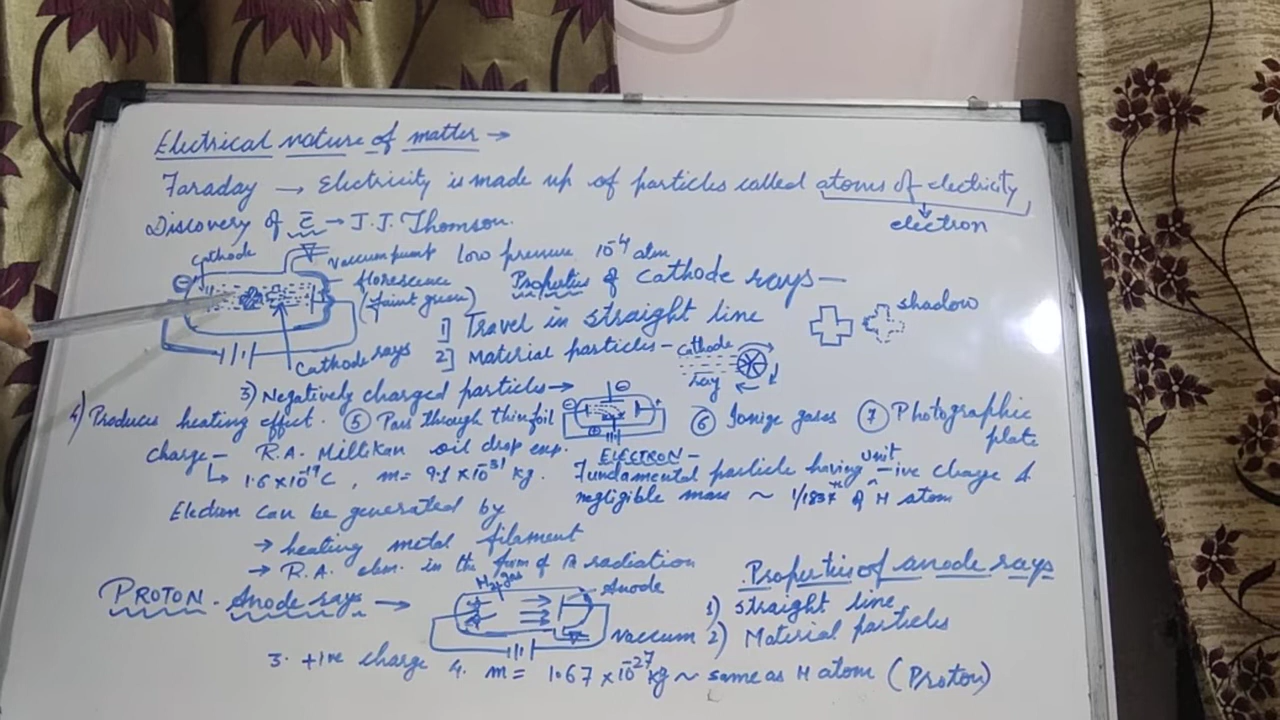 Electrical nature of matter →
Faraday → Electricity is made up of particles called atoms of electricity
electron
Discovery of ē → J.J. Thomson.
Cathode
Vacuum pump Low pressure 10⁻⁴ atm
florescence
(faint green)
Properties of Cathode rays —
1] Travel in straight line
shadow
Cathode rays
2] Material particles – Cathode
ray
3) Negatively charged particles →
4) Produces heating effect. ⑤ Pass through thin foil ⑥ Ionize gases ⑦ Photographic
plate
charge – R.A. Millikan oil drop exp.
↳ 1.6 × 10⁻¹⁹ C, m = 9.1 × 10⁻³¹ kg.
ELECTRON –
Fundamental particle having unit –ive charge &
negligible mass ~ 1/1837th of H atom
Electron can be generated by
→ heating metal filament
→ R.A. elem. in the form of β radiation
PROTON – Anode rays →
H₂ gas
Anode
Vaccum
Properties of anode rays
1) Straight line
2) Material particles
3. +ive charge 4. m = 1.67 × 10⁻²⁷ kg ~ same as H atom (Proton)